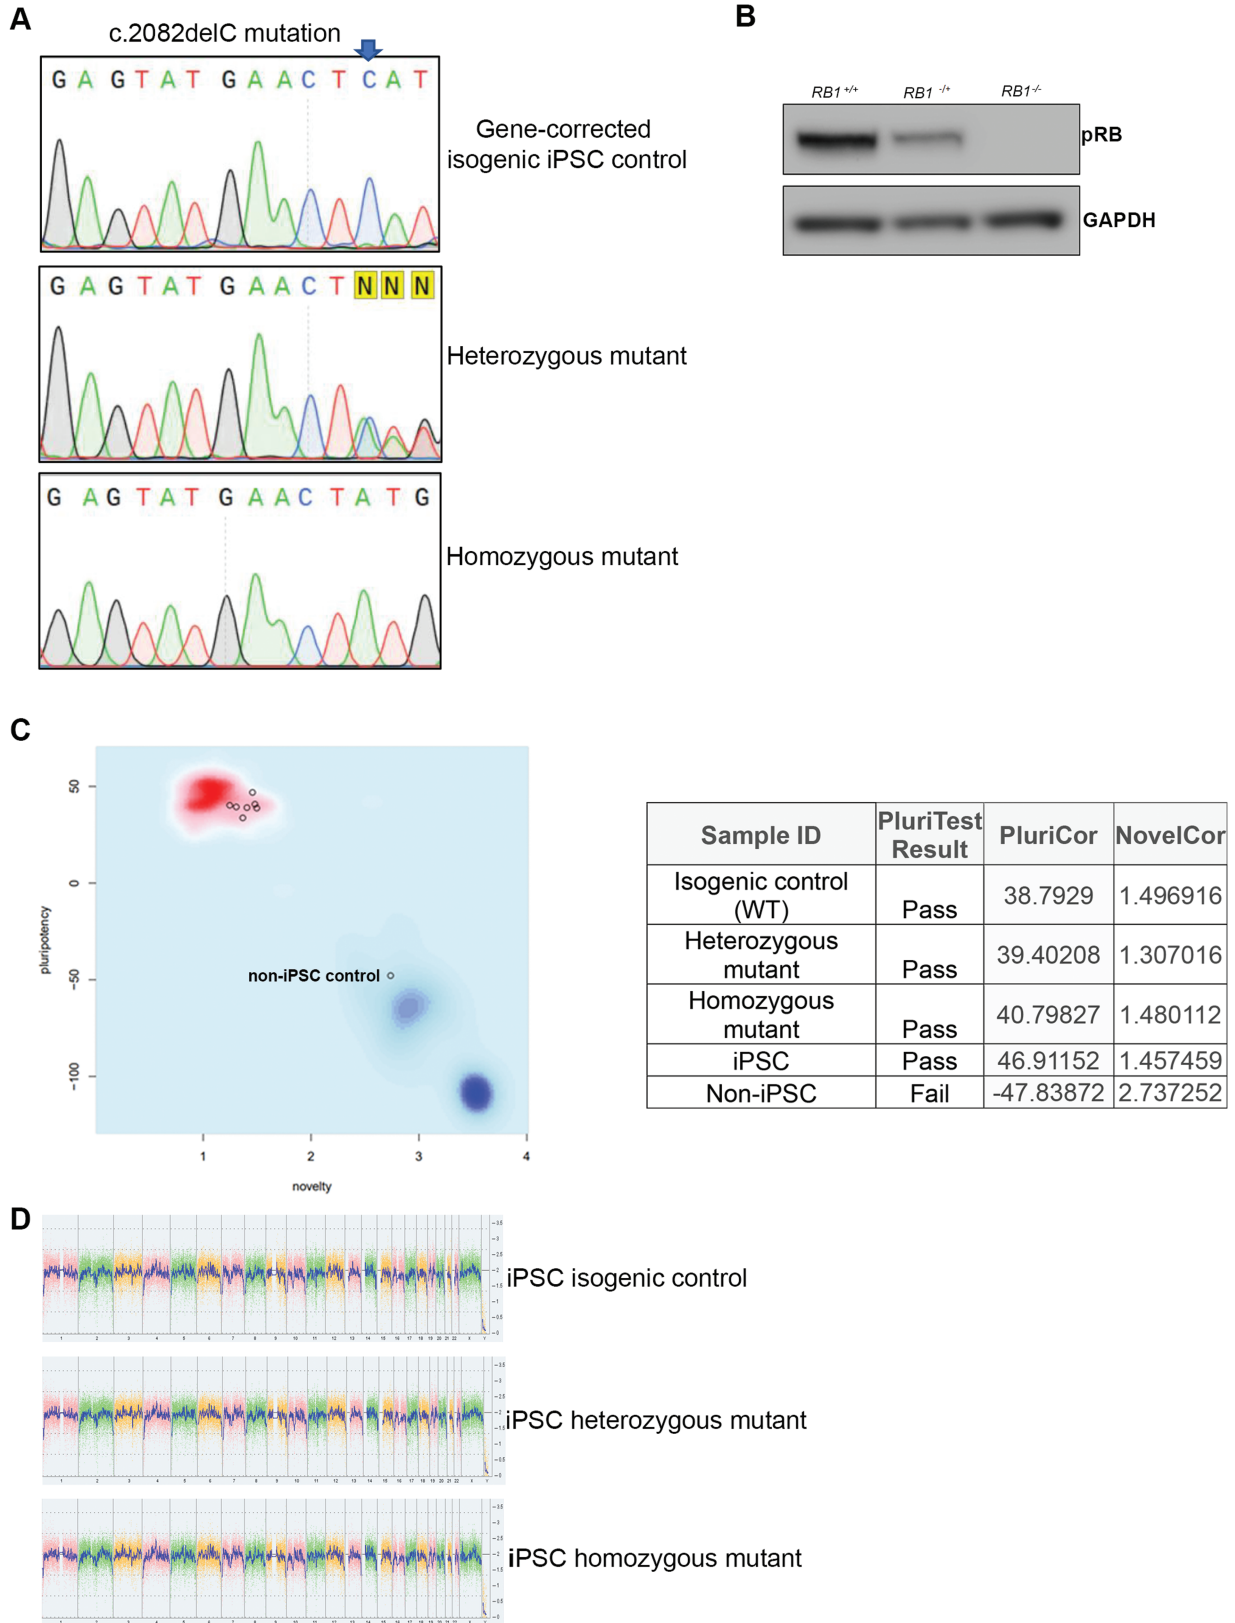 A
c.2082delC mutation
G A G T A T G A A C T C A T
Gene-corrected
isogenic iPSC control
G A G T A T G A A C T N N N
Heterozygous mutant
G A G T A T G A A C T A T G
Homozygous mutant
B
RB1 +/+ RB1 -/+ RB1-/-
pRB
GAPDH
C
50
0
-50
-100
pluripotency
non-iPSC control
1 2 3 4
novelty
Sample ID PluriTest Result PluriCor NovelCor
Isogenic control (WT) Pass 38.7929 1.496916
Heterozygous mutant Pass 39.40208 1.307016
Homozygous mutant Pass 40.79827 1.480112
iPSC Pass 46.91152 1.457459
Non-iPSC Fail -47.83872 2.737252
D
iPSC isogenic control
iPSC heterozygous mutant
iPSC homozygous mutant